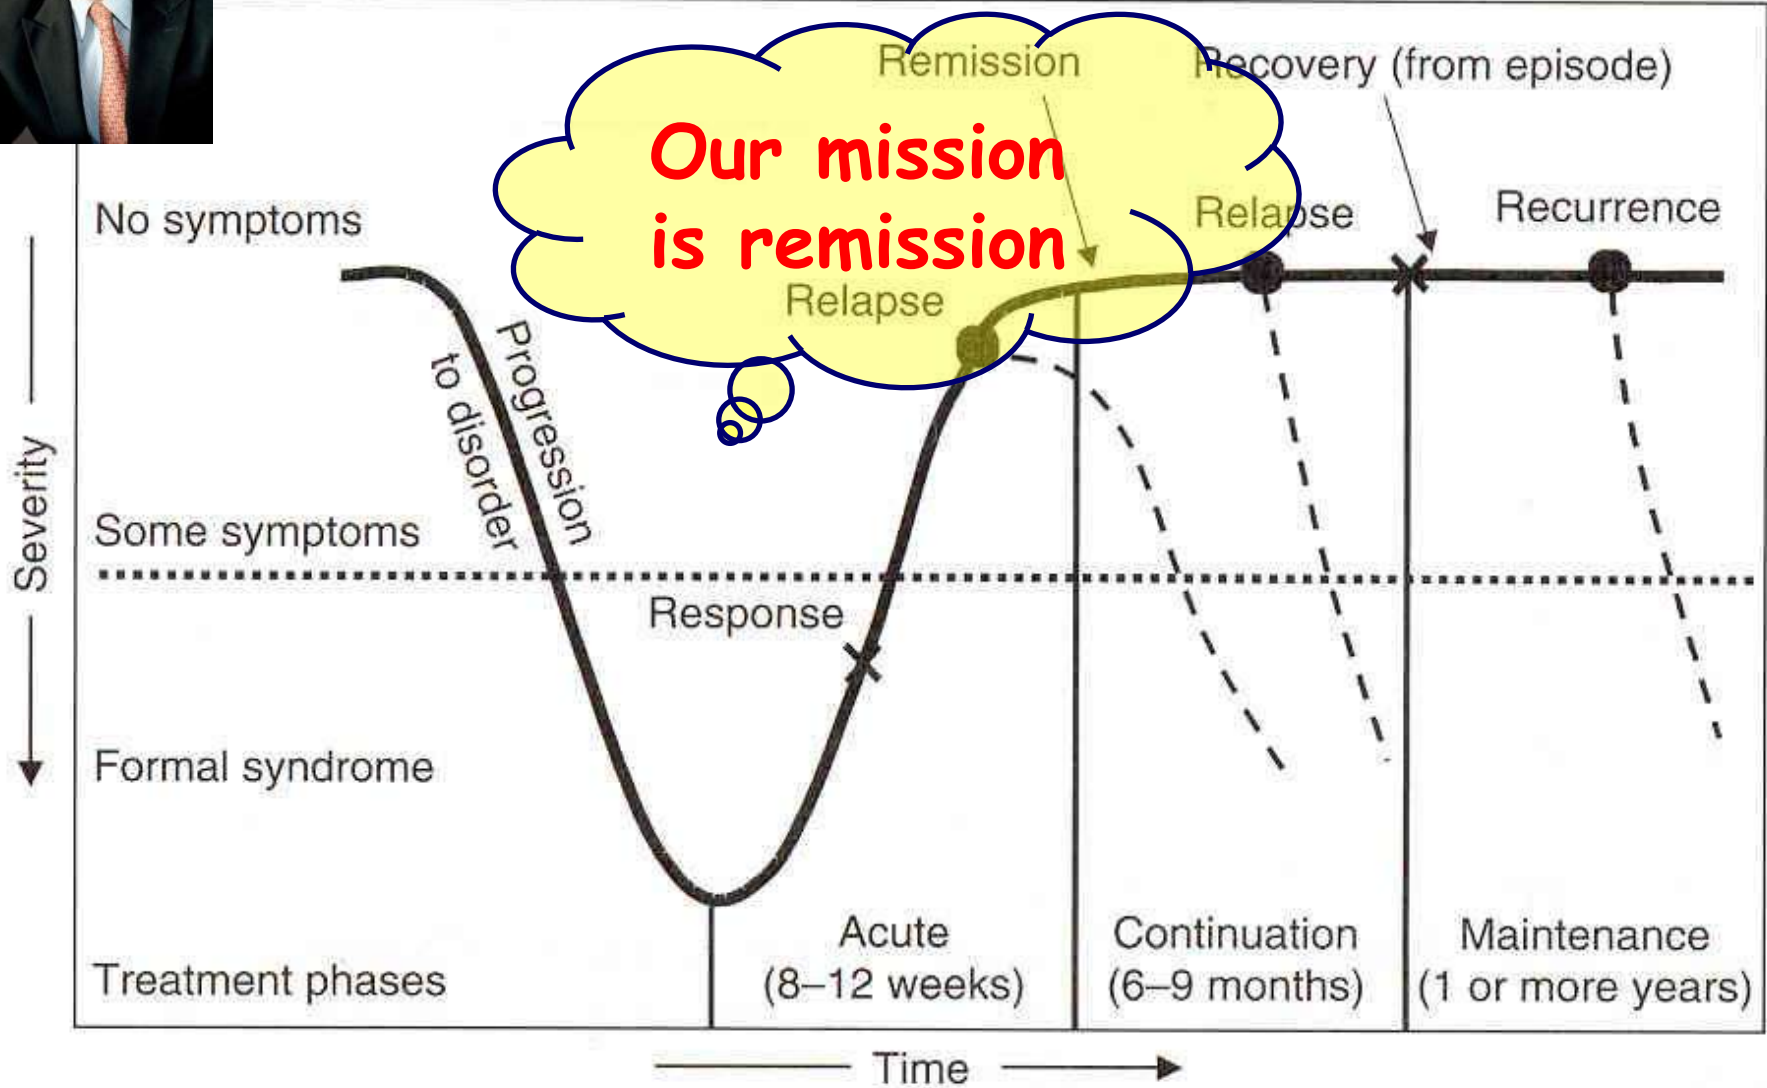 Remission
Recovery (from episode)
Our mission
is remission
No symptoms
Relapse
Recurrence
Relapse
Progression
to disorder
Severity
Some symptoms
Response
Formal syndrome
Treatment phases
Acute
(8–12 weeks)
Continuation
(6–9 months)
Maintenance
(1 or more years)
Time